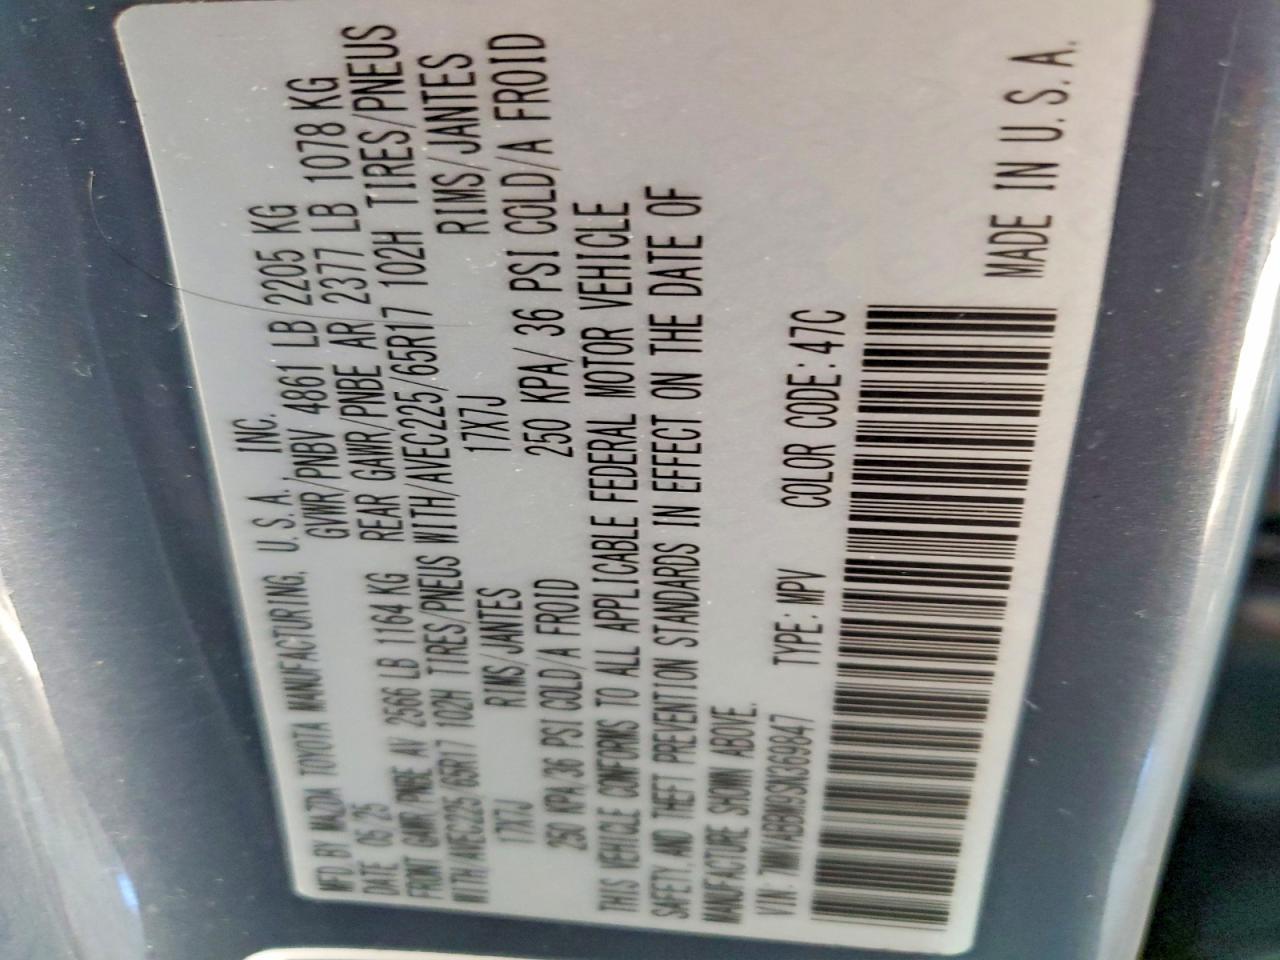 MFD BY MAZDA TOYOTA MANUFACTURING, U.S.A. INC.
DATE 05/25 GVWR/PNBV 4861 LB 2205 KG
FRONT GAWR/PNBE AV 2566 LB 1164 KG REAR GAWR/PNBE AR 2377 LB 1078 KG
WITH/AVEC225/65R17 102H TIRES/PNEUS WITH/AVEC225/65R17 102H TIRES/PNEUS
17X7J RIMS/JANTES 17X7J RIMS/JANTES
250 KPA/36 PSI COLD/A FROID 250 KPA/ 36 PSI COLD/A FROID
THIS VEHICLE CONFORMS TO ALL APPLICABLE FEDERAL MOTOR VEHICLE
SAFETY, AND THEFT PREVENTION STANDARDS IN EFFECT ON THE DATE OF
MANUFACTURE SHOWN ABOVE.
VIN: 7MMVABBM9SN369847 TYPE: MPV COLOR CODE: 47C
MADE IN U.S.A.